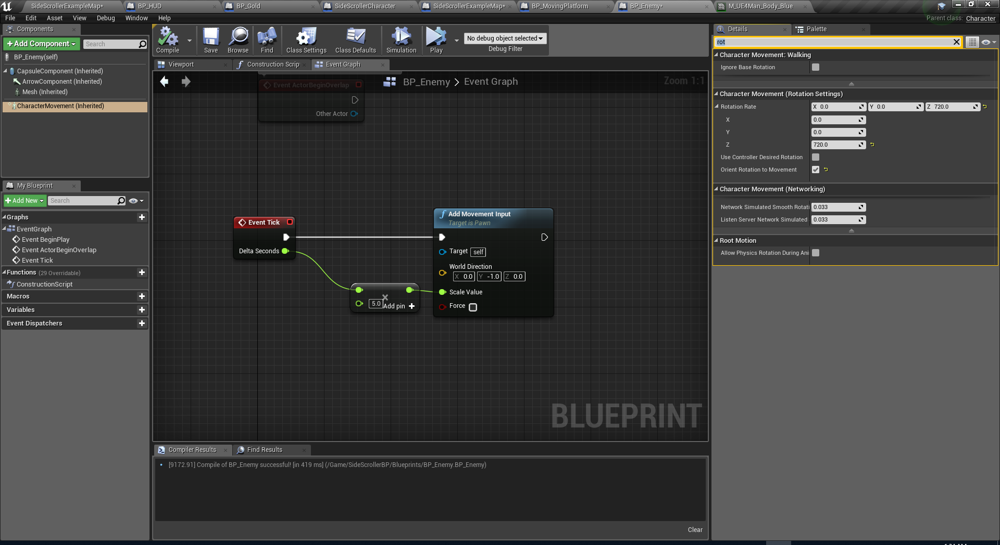 SideScrollerExampleMap*
BP_HUD
BP_Gold
SideScrollerCharacter
SideScrollerExampleMap*
BP_MovingPlatform
BP_Enemy*
M_UE4Man_Body_Blue
File Edit Asset View Debug Window Help
Parent class: Character
Components
Add Component
Search
BP_Enemy(self)
CapsuleComponent (Inherited)
ArrowComponent (Inherited)
Mesh (Inherited)
CharacterMovement (Inherited)
My Blueprint
Add New
Search
Graphs
EventGraph
Event BeginPlay
Event ActorBeginOverlap
Event Tick
Functions (29 Overridable)
ConstructionScript
Macros
Variables
Event Dispatchers
Compile
Save
Browse
Find
Class Settings
Class Defaults
Simulation
Play
No debug object selected
Debug Filter
Viewport
Construction Scrip
Event Graph
BP_Enemy > Event Graph
Zoom 1:1
Event ActorBeginOverlap
Other Actor
Event Tick
Delta Seconds
5.0
Add pin
Add Movement Input
Target is Pawn
Target self
World Direction
X 0.0 Y -1.0 Z 0.0
Scale Value
Force
BLUEPRINT
Compiler Results
Find Results
[9172.91] Compile of BP_Enemy successful! [in 419 ms] (/Game/SideScrollerBP/Blueprints/BP_Enemy.BP_Enemy)
Clear
Details
Palette
rot
Character Movement: Walking
Ignore Base Rotation
Character Movement (Rotation Settings)
Rotation Rate X 0.0 Y 0.0 Z 720.0
X 0.0
Y 0.0
Z 720.0
Use Controller Desired Rotation
Orient Rotation to Movement
Character Movement (Networking)
Network Simulated Smooth Rotati 0.033
Listen Server Network Simulated 0.033
Root Motion
Allow Physics Rotation During Ani